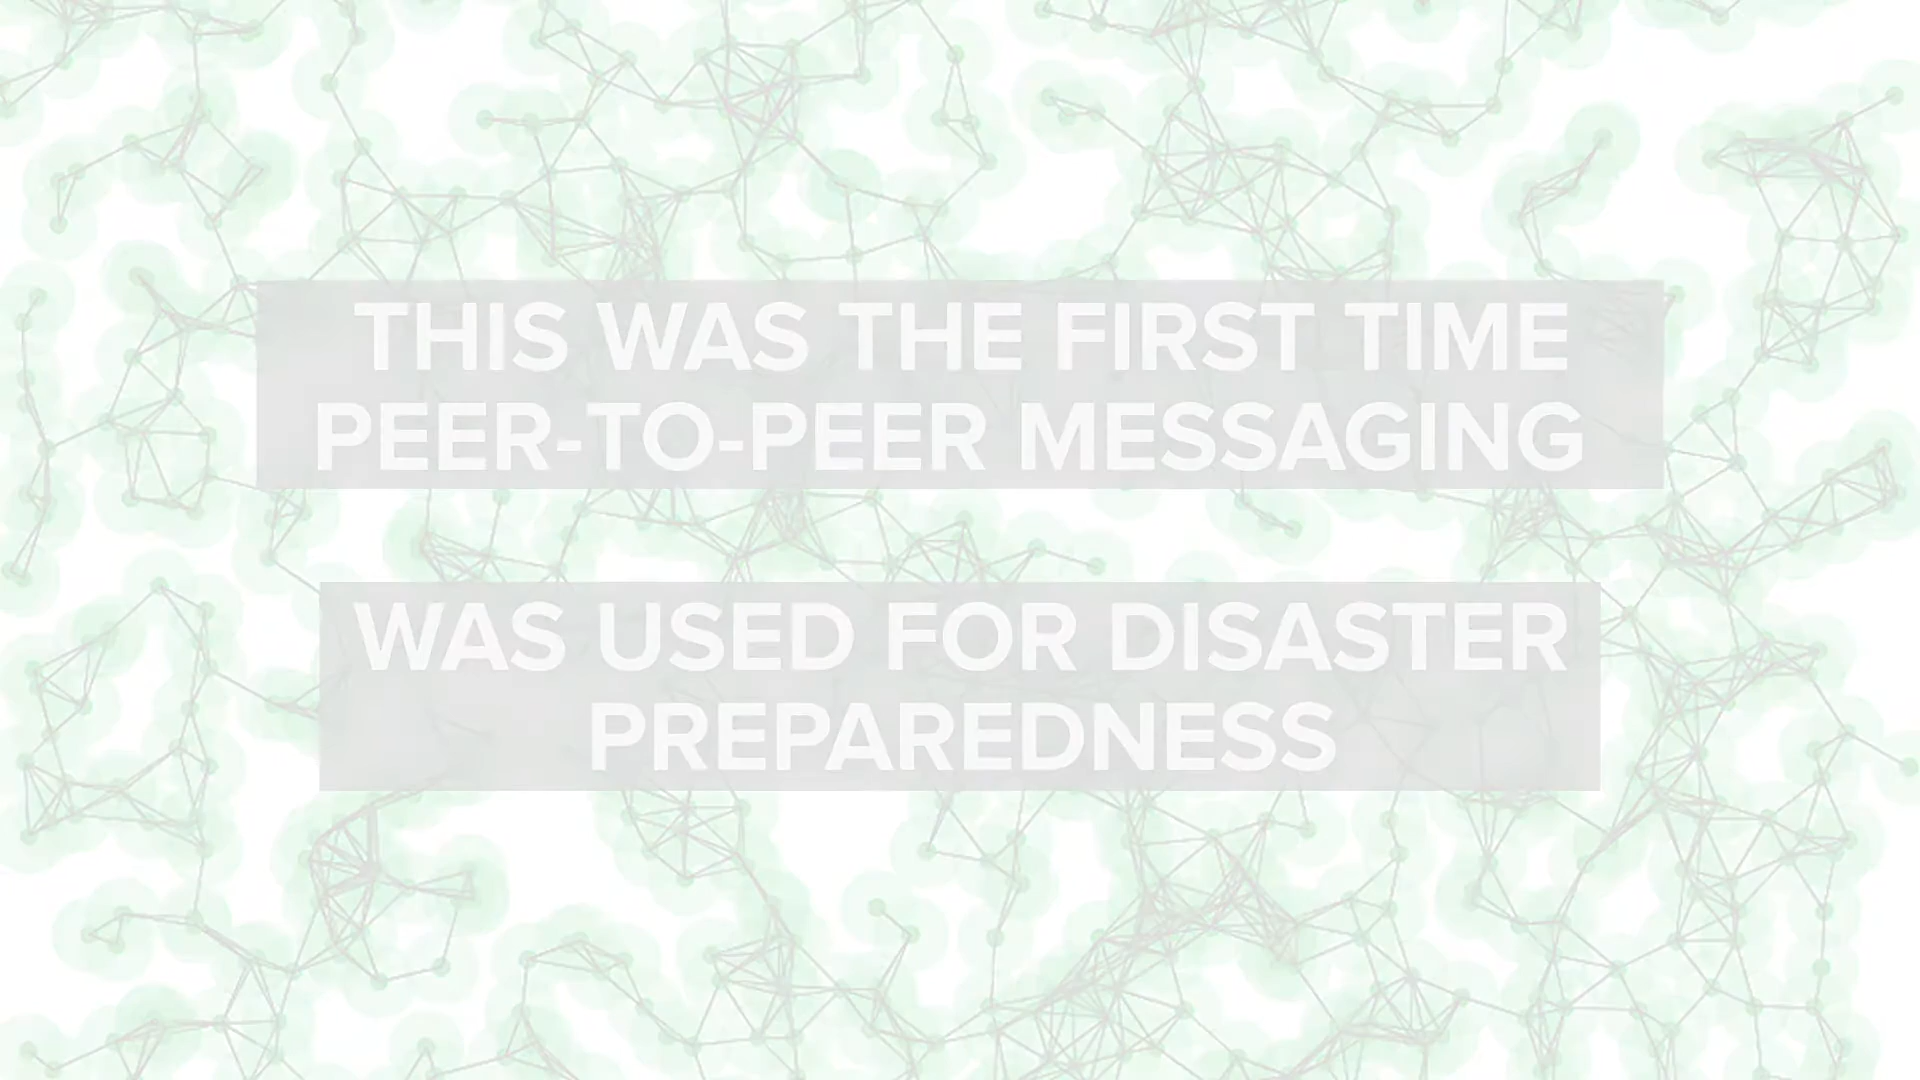 THIS WAS THE FIRST TIME
PEER-TO-PEER MESSAGING
WAS USED FOR DISASTER
PREPAREDNESS